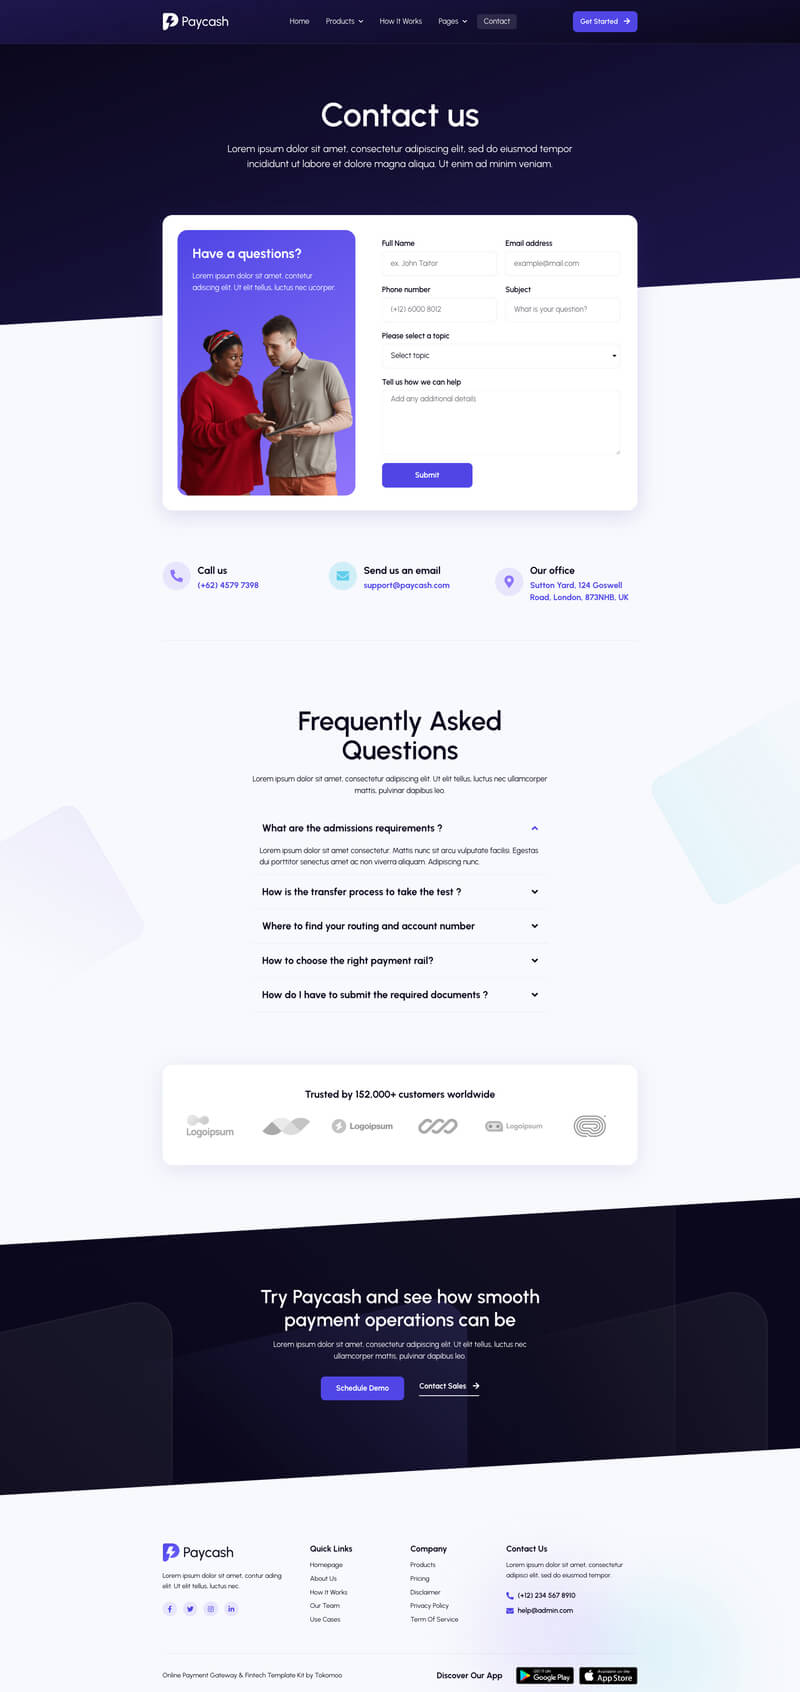 Paycash
Home
Products
How It Works
Pages
Contact
Get Started
Contact us
Lorem ipsum dolor sit amet, consectetur adipiscing elit, sed do eiusmod tempor
incididunt ut labore et dolore magna aliqua. Ut enim ad minim veniam.
Have a questions?
Lorem ipsum dolor sit amet, contetur
adiscing elit. Ut elit tellus, luctus nec ucorper.
Full Name
Email address
ex. John Taitor
example@mail.com
Phone number
Subject
(+12) 6000 8012
What is your question?
Please select a topic
Select topic
Tell us how we can help
Add any additional details
Submit
Call us
(+62) 4579 7398
Send us an email
support@paycash.com
Our office
Sutton Yard, 124 Goswell
Road, London, 873NHB, UK
Frequently Asked
Questions
Lorem ipsum dolor sit amet, consectetur adipiscing elit. Ut elit tellus, luctus nec ullamcorper
mattis, pulvinar dapibus leo.
What are the admissions requirements ?
Lorem ipsum dolor sit amet consectetur. Mattis nunc sit arcu vulputate facilisi. Egestas
dui porttitor senectus amet ac non viverra aliquam. Adipiscing nunc.
How is the transfer process to take the test ?
Where to find your routing and account number
How to choose the right payment rail?
How do I have to submit the required documents ?
Trusted by 152,000+ customers worldwide
Logoipsum
Logoipsum
Logoipsum
Try Paycash and see how smooth
payment operations can be
Lorem ipsum dolor sit amet, consectetur adipiscing elit. Ut elit tellus, luctus nec
ullamcorper mattis, pulvinar dapibus leo.
Schedule Demo
Contact Sales
Paycash
Lorem ipsum dolor sit amet, contur ading
elit. Ut elit tellus, luctus nec.
Quick Links
Homepage
About Us
How It Works
Our Team
Use Cases
Company
Products
Pricing
Disclaimer
Privacy Policy
Term Of Service
Contact Us
Lorem ipsum dolor sit amet, consectetur
adipisci elit, sed do eiusmod tempor.
(+12) 234 567 8910
help@admin.com
Online Payment Gateway & Fintech Template Kit by Tokomoo
Discover Our App
GET IT ON
Google Play
Available on the
App Store